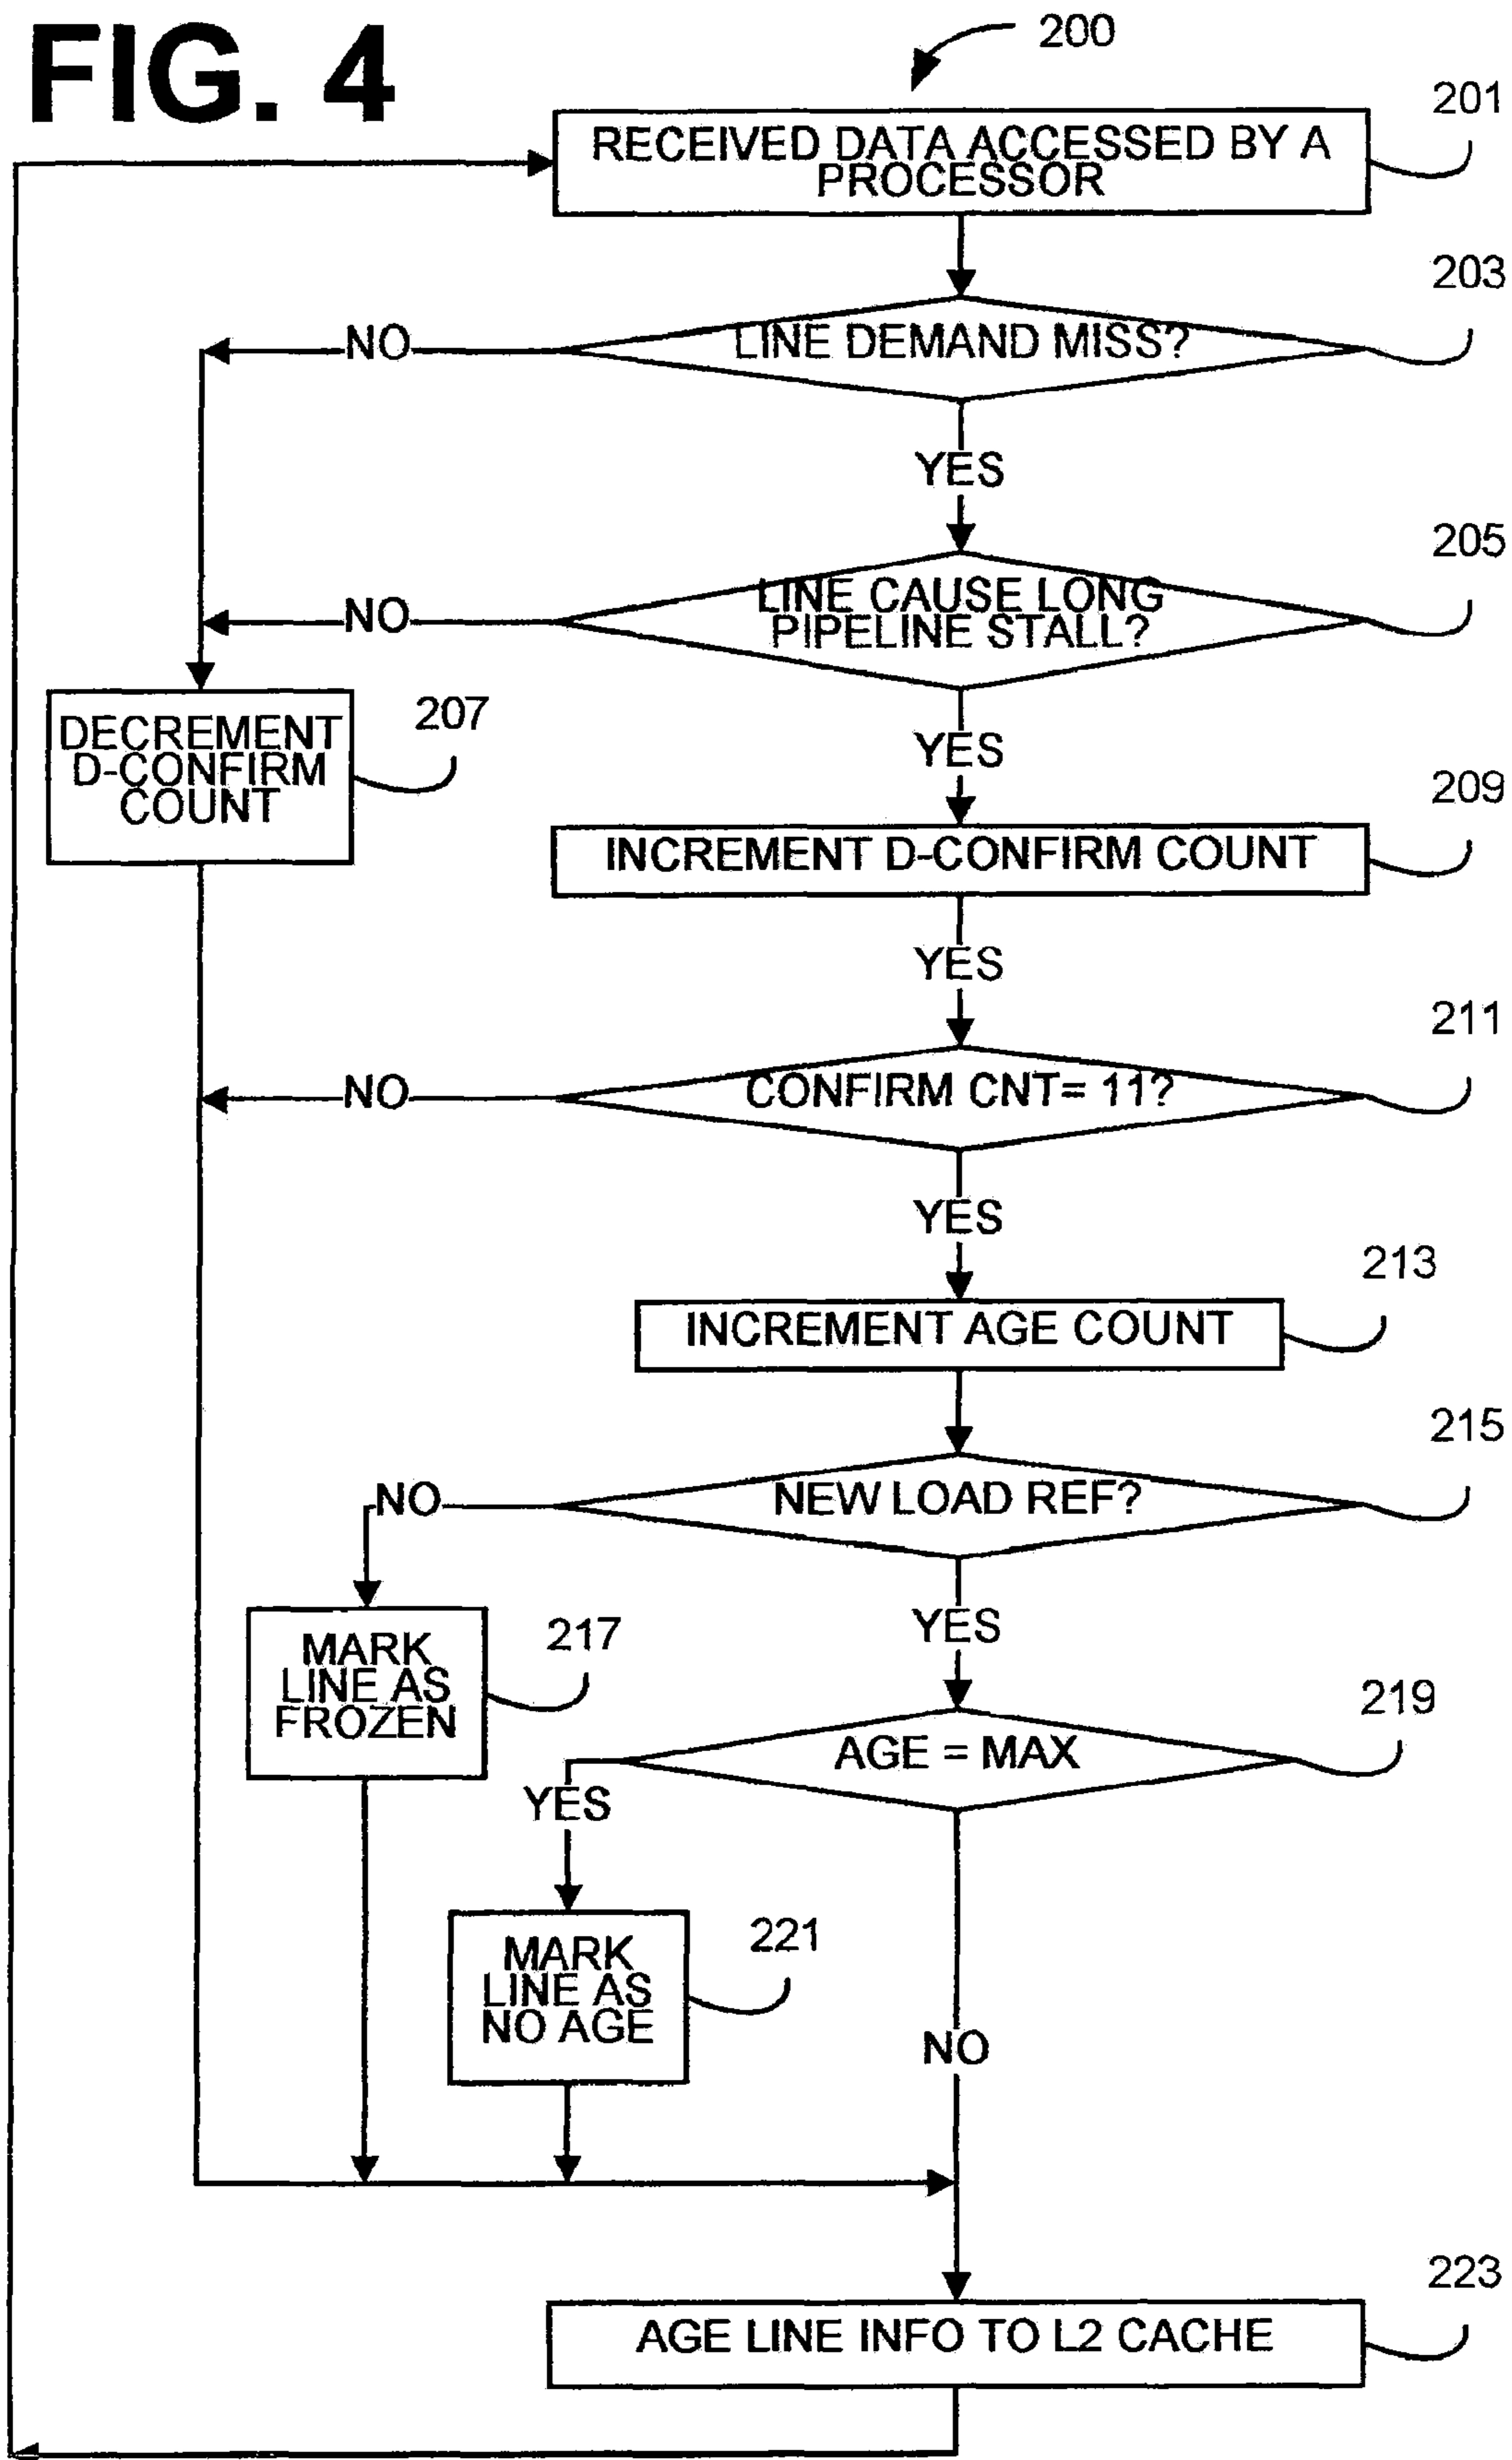 FIG. 4
200
RECEIVED DATA ACCESSED BY A
PROCESSOR
201
LINE DEMAND MISS?
203
NO
YES
LINE CAUSE LONG
PIPELINE STALL?
205
NO
YES
DECREMENT
D-CONFIRM
COUNT
207
INCREMENT D-CONFIRM COUNT
209
YES
CONFIRM CNT= 11?
211
NO
YES
INCREMENT AGE COUNT
213
NEW LOAD REF?
215
NO
YES
MARK
LINE AS
FROZEN
217
AGE = MAX
219
YES
MARK
LINE AS
NO AGE
221
NO
AGE LINE INFO TO L2 CACHE
223